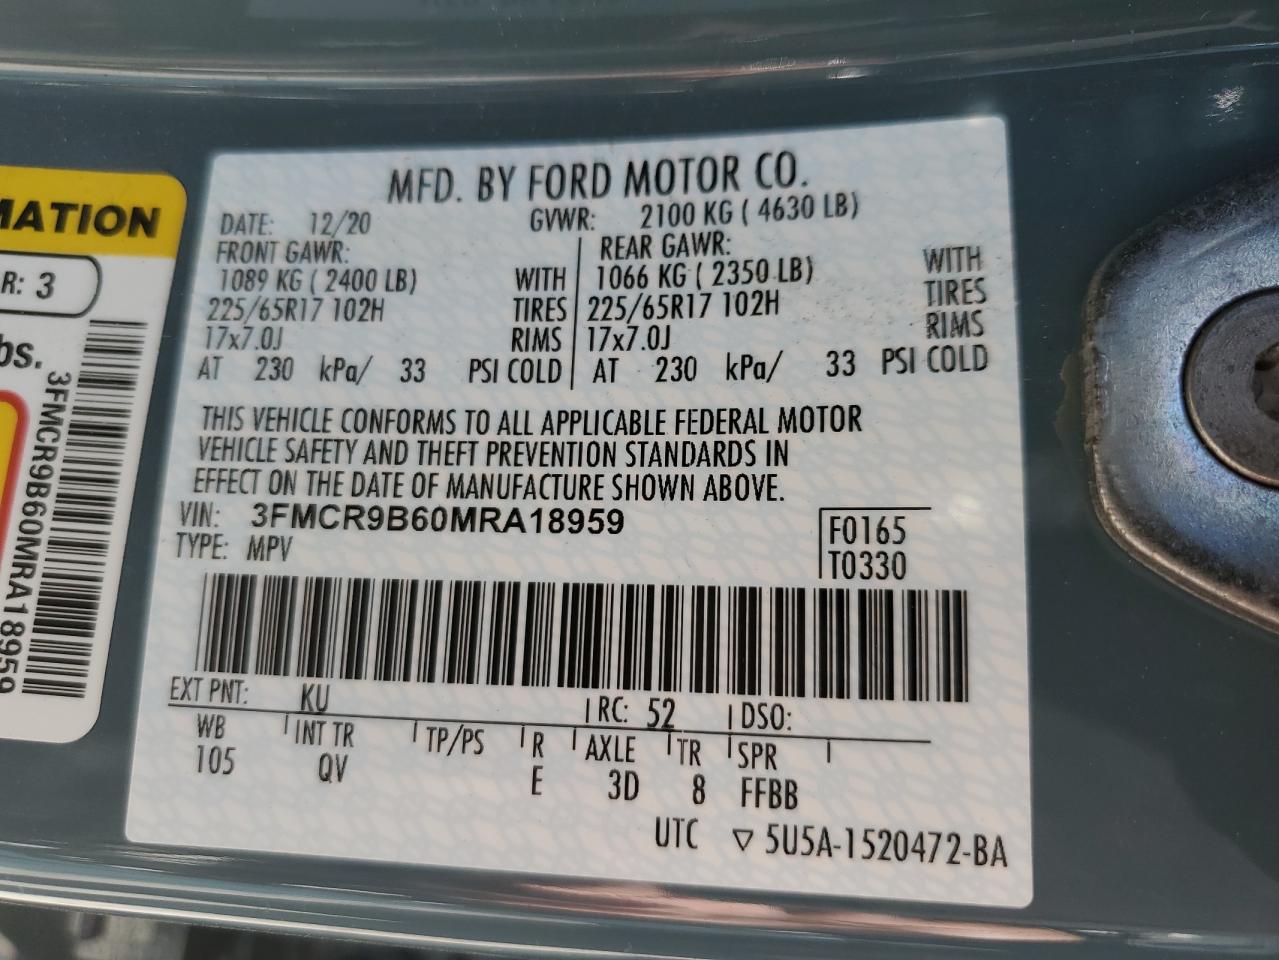 MFD. BY FORD MOTOR CO.
DATE: 12/20 GVWR: 2100 KG ( 4630 LB)
FRONT GAWR: REAR GAWR:
1089 KG ( 2400 LB) WITH 1066 KG ( 2350 LB) WITH
225/65R17 102H TIRES 225/65R17 102H TIRES
17x7.0J RIMS 17x7.0J RIMS
AT 230 kPa/ 33 PSI COLD AT 230 kPa/ 33 PSI COLD
THIS VEHICLE CONFORMS TO ALL APPLICABLE FEDERAL MOTOR
VEHICLE SAFETY AND THEFT PREVENTION STANDARDS IN
EFFECT ON THE DATE OF MANUFACTURE SHOWN ABOVE.
VIN: 3FMCR9B60MRA18959 F0165
TYPE: MPV T0330
EXT PNT: KU RC: 52 DSO:
WB INT TR TP/PS R AXLE TR SPR
105 QV E 3D 8 FFBB
UTC ▽ 5U5A-1520472-BA
MATION
R: 3
bs.
3FMCR9B60MRA18959